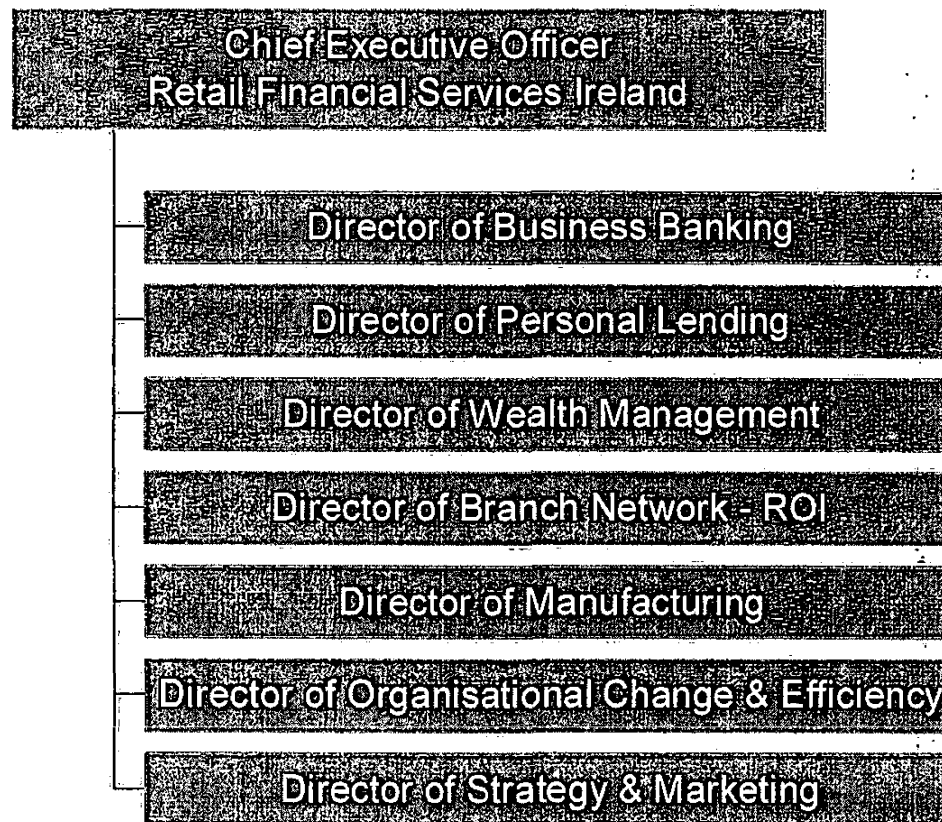 Chief Executive Officer
Retail Financial Services Ireland
Director of Business Banking
Director of Personal Lending
Director of Wealth Management
Director of Branch Network - ROI
Director of Manufacturing
Director of Organisational Change & Efficiency
Director of Strategy & Marketing